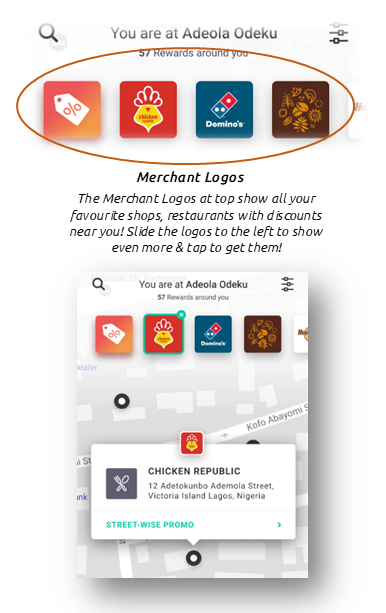 You are at Adeola Odeku
57 Rewards around you
%
chicken
republic
Domino's
Merchant Logos
The Merchant Logos at top show all your
favourite shops, restaurants with discounts
near you! Slide the logos to the left to show
even more & tap to get them!
You are at Adeola Odeku
57 Rewards around you
%
Domino's
ealer
Kofo Abayomi St
CHICKEN REPUBLIC
12 Adetokunbo Ademola Street,
Victoria Island Lagos, Nigeria
STREET-WISE PROMO